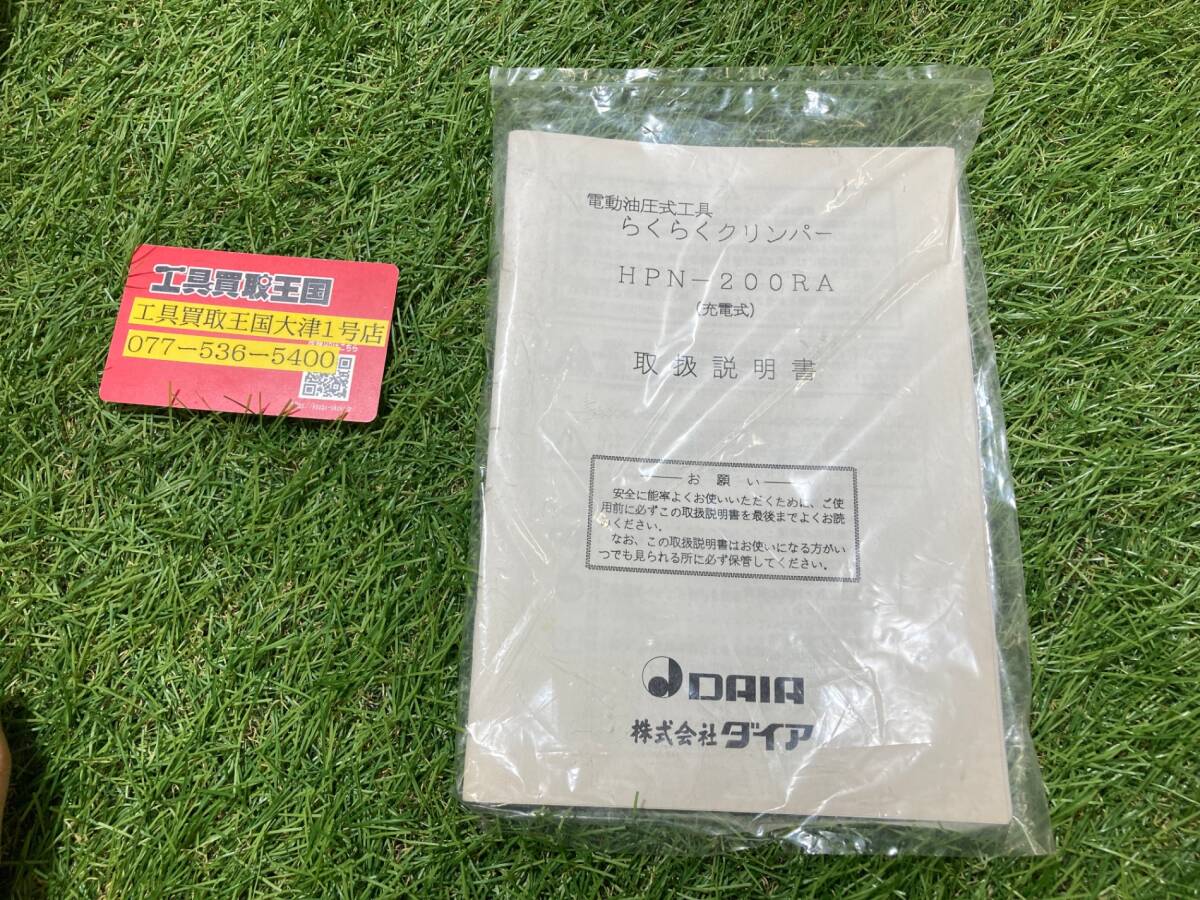 工具買取王国
工具買取王国大津1号店
077-536-5400
電動油圧式工具
らくらくクリンパー
HPN-200RA
(充電式)
取扱説明書
お願い
安全に能率よくお使いいただくために、ご使
用前に必ずこの取扱説明書を最後までよくお読
みください。
なお、この取扱説明書はお使いになる方がい
つでも見られる所に必ず保管してください。
DAIA
株式会社ダイア